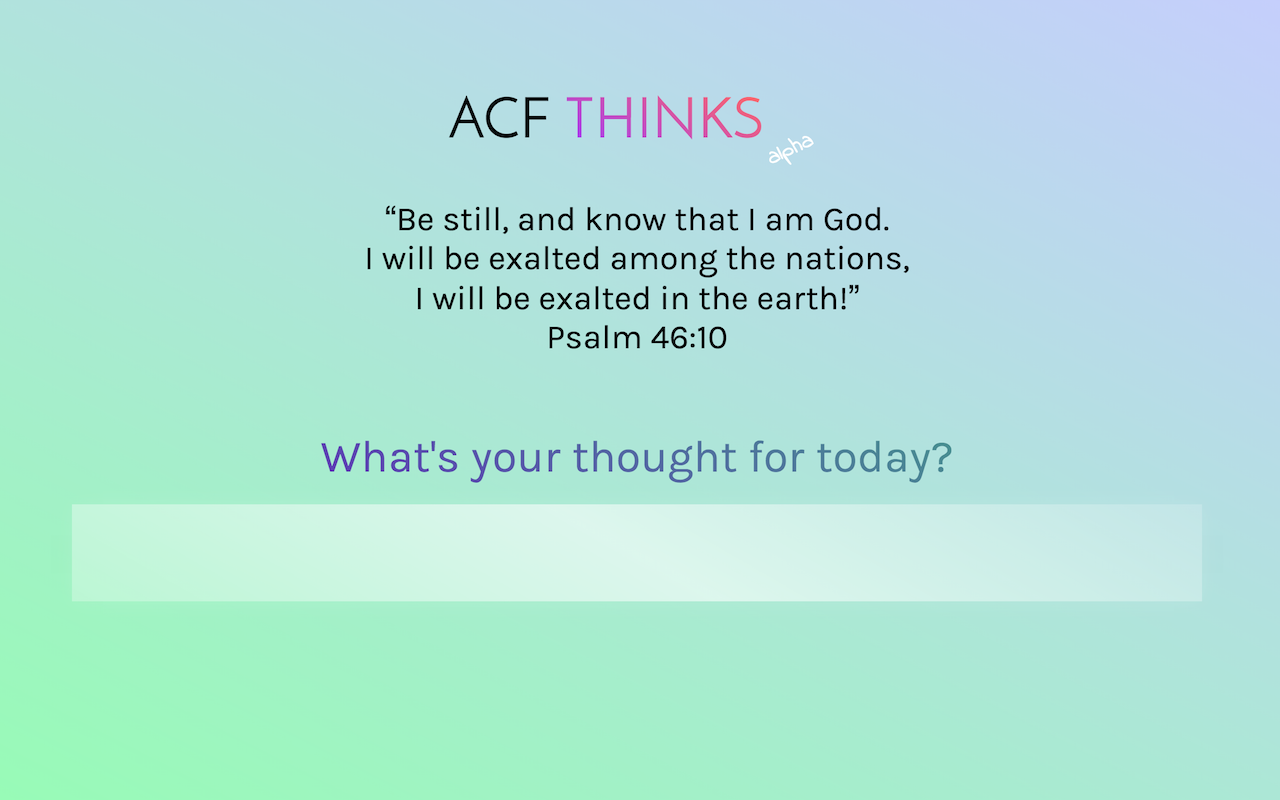 ACF THINKS
alpha
“Be still, and know that I am God.
I will be exalted among the nations,
I will be exalted in the earth!”
Psalm 46:10
What's your thought for today?